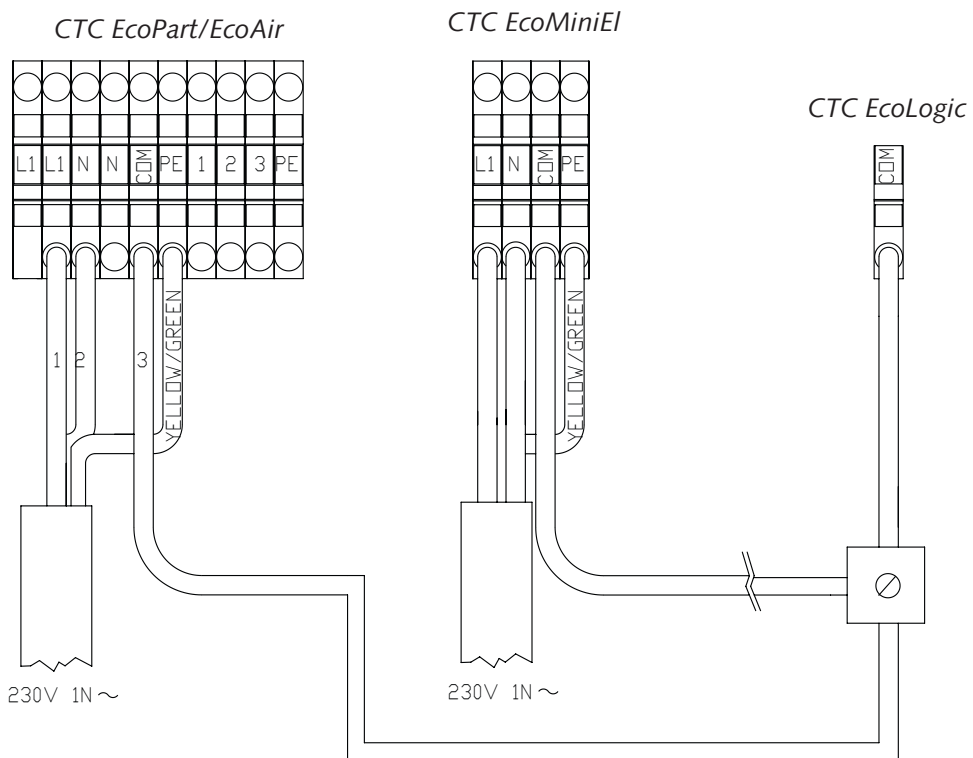 CTC EcoPart/EcoAir
CTC EcoMiniEl
CTC EcoLogic
L1 L1 N N COM PE 1 2 3 PE
L1 N COM PE
COM
1 2 3 YELLOW/GREEN
YELLOW/GREEN
230V 1N ~
230V 1N ~